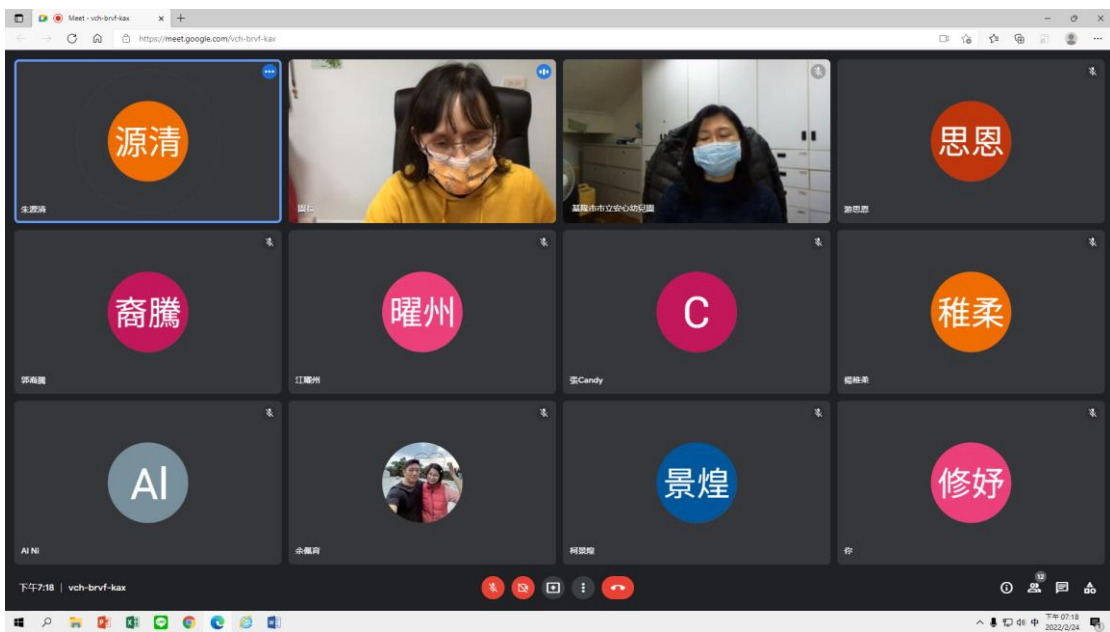 Meet - vch-brvf-kax
https://meet.google.com/vch-brvf-kax
源清
思恩
朱源清
園長
基隆市市立安心幼兒園
游思恩
裔騰
曜州
C
稚柔
郭裔騰
江曜州
張Candy
楊稚柔
AI
景煌
修妤
AI Ni
余佩育
柯景煌
你
下午7:18 | vch-brvf-kax
12
中
下午 07:18
2022/2/24